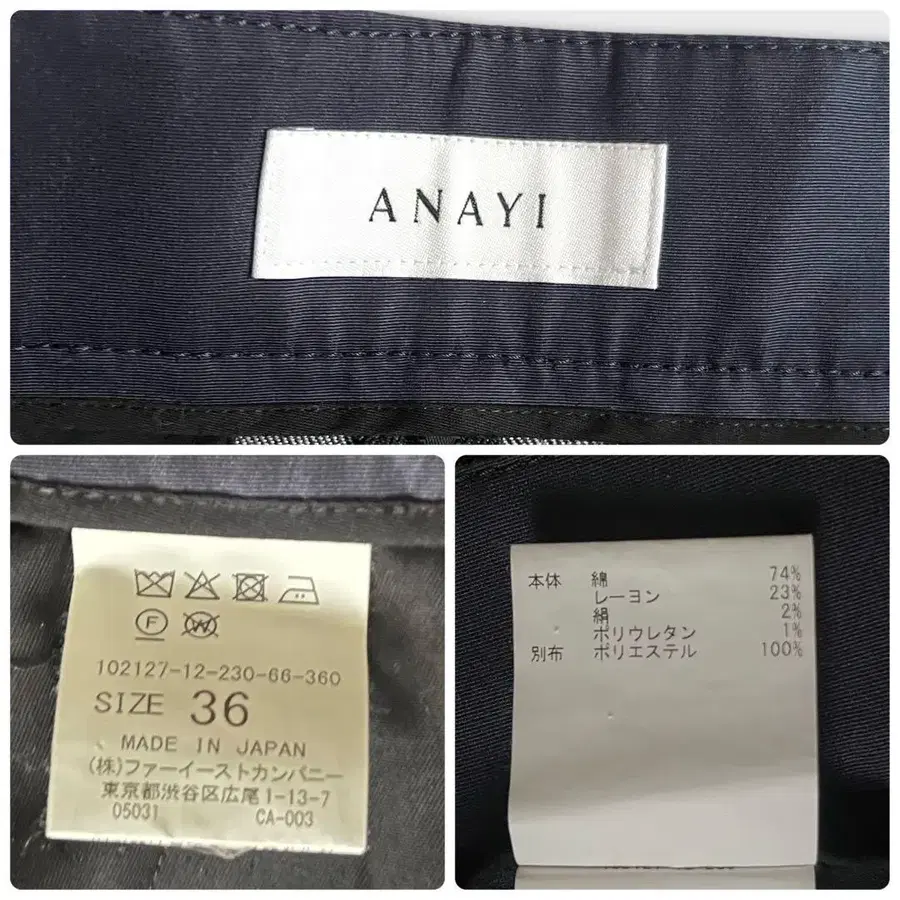 ANAYI
F
W
102127-12-230-66-360
SIZE 36
MADE IN JAPAN
(株)ファーイーストカンパニー
東京都渋谷区広尾1-13-7
05031 CA-003
本体 綿 74%
レーヨン 23%
絹 2%
ポリウレタン 1%
別布 ポリエステル 100%